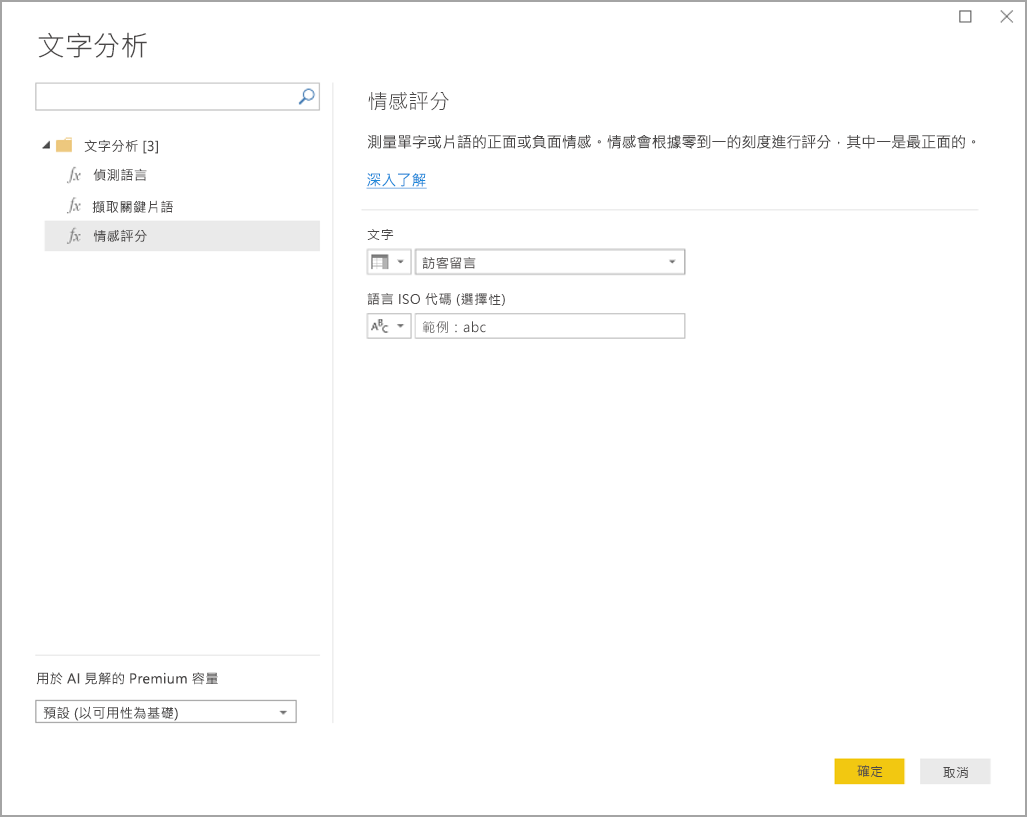 文字分析
文字分析 [3]
fx 偵測語言
fx 擷取關鍵片語
fx 情感評分
用於 AI 見解的 Premium 容量
預設 (以可用性為基礎)
情感評分
測量單字或片語的正面或負面情感。情感會根據零到一的刻度進行評分，其中一是最正面的。
深入了解
文字
訪客留言
語言 ISO 代碼 (選擇性)
ABC 範例：abc
確定
取消